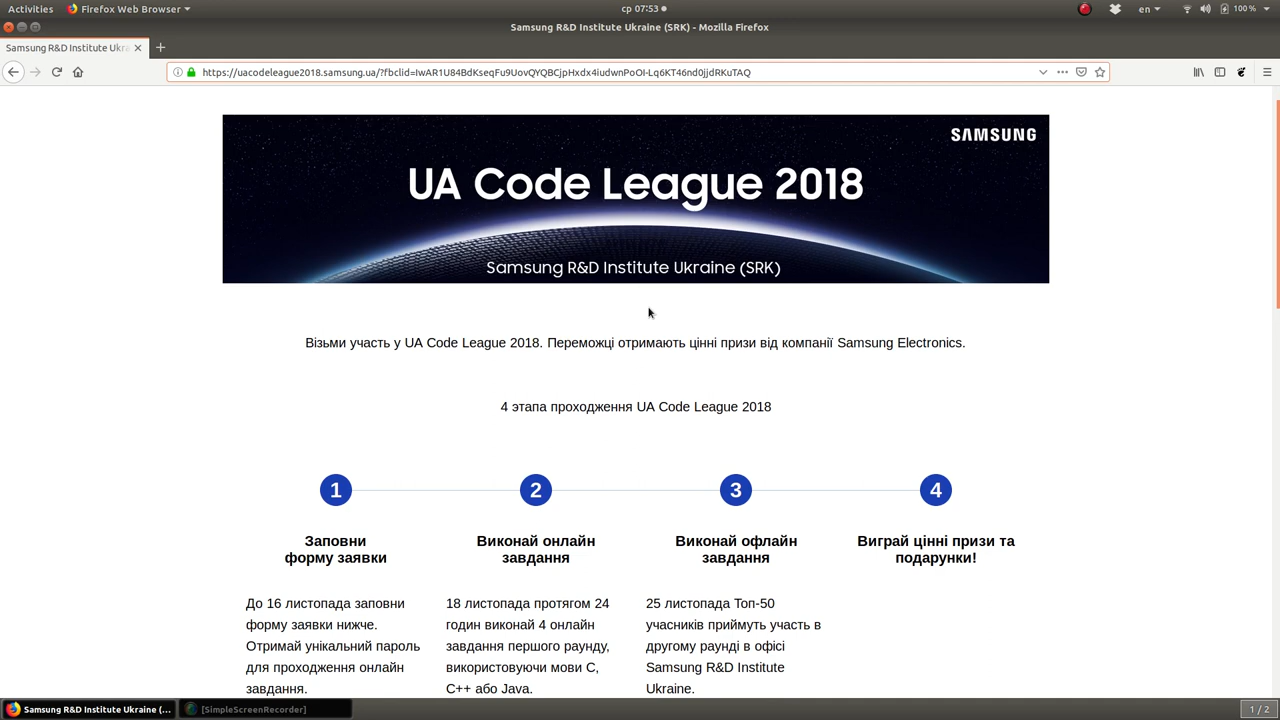 Activities
Firefox Web Browser
ср 07:53
en
100 %
Samsung R&D Institute Ukraine (SRK) - Mozilla Firefox
Samsung R&D Institute Ukra
https://uacodeleague2018.samsung.ua/?fbclid=IwAR1U84BdKseqFu9UovQYQBCjpHxdx4iudwnPoOI-Lq6KT46nd0jjdRKuTAQ
SAMSUNG
UA Code League 2018
Samsung R&D Institute Ukraine (SRK)
Візьми участь у UA Code League 2018. Переможці отримають цінні призи від компанії Samsung Electronics.
4 этапа проходження UA Code League 2018
1
2
3
4
Заповни
форму заявки
Виконай онлайн
завдання
Виконай офлайн
завдання
Виграй цінні призи та
подарунки!
До 16 листопада заповни
форму заявки нижче.
Отримай унікальний пароль
для проходження онлайн
завдання.
18 листопада протягом 24
годин виконай 4 онлайн
завдання першого раунду,
використовуючи мови С,
С++ або Java.
25 листопада Топ-50
учасників приймуть участь в
другому раунді в офісі
Samsung R&D Institute
Ukraine.
Samsung R&D Institute Ukraine (...
[SimpleScreenRecorder]
1 / 2